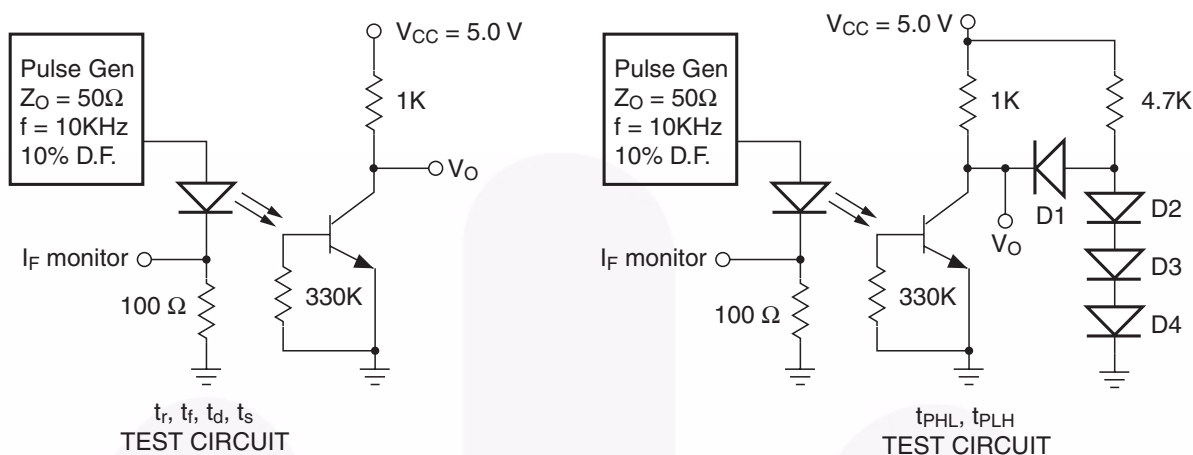 Pulse Gen
ZO = 50Ω
f = 10KHz
10% D.F.
VCC = 5.0 V
1K
VO
IF monitor
100 Ω
330K
tr, tf, td, ts
TEST CIRCUIT
Pulse Gen
ZO = 50Ω
f = 10KHz
10% D.F.
VCC = 5.0 V
1K
4.7K
D1
D2
VO
D3
IF monitor
100 Ω
330K
D4
tPHL, tPLH
TEST CIRCUIT